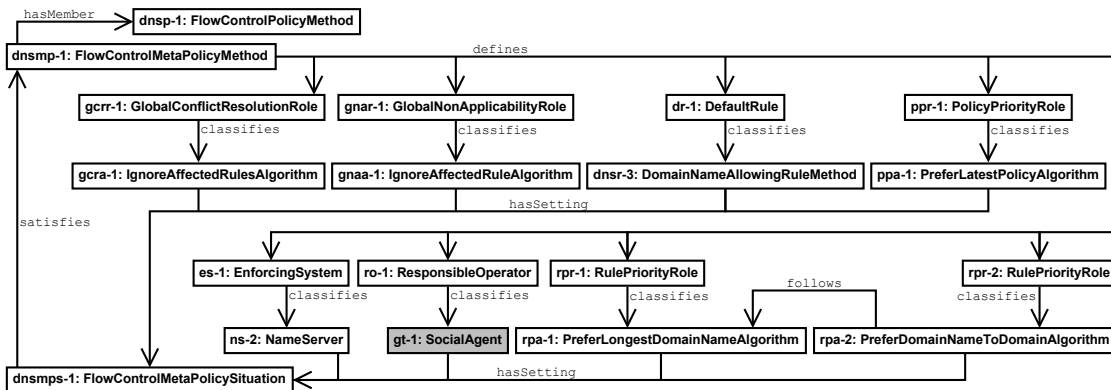 hasMember
dnsp-1: FlowControlPolicyMethod
dnsmp-1: FlowControlMetaPolicyMethod
defines
gcrr-1: GlobalConflictResolutionRole
gnar-1: GlobalNonApplicabilityRole
dr-1: DefaultRule
ppr-1: PolicyPriorityRole
classifies
classifies
classifies
classifies
gcra-1: IgnoreAffectedRulesAlgorithm
gnaa-1: IgnoreAffectedRuleAlgorithm
dnsr-3: DomainNameAllowingRuleMethod
ppa-1: PreferLatestPolicyAlgorithm
satisfies
hasSetting
es-1: EnforcingSystem
ro-1: ResponsibleOperator
rpr-1: RulePriorityRole
rpr-2: RulePriorityRole
classifies
classifies
classifies
follows
classifies
ns-2: NameServer
gt-1: SocialAgent
rpa-1: PreferLongestDomainNameAlgorithm
rpa-2: PreferDomainNameToDomainAlgorithm
hasSetting
dnsmps-1: FlowControlMetaPolicySituation